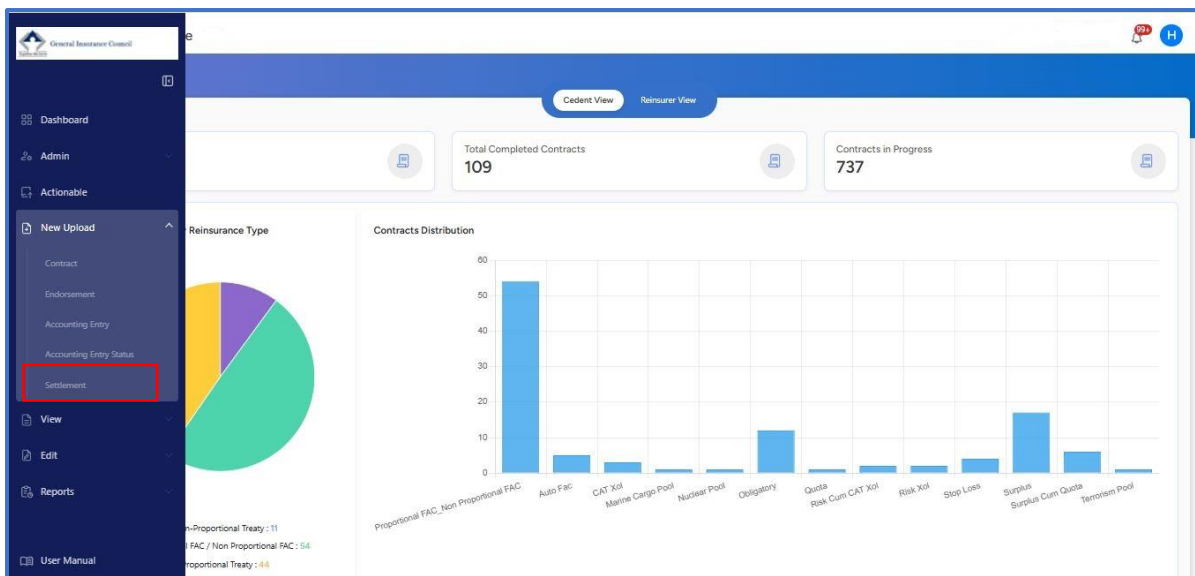 General Insurance Council
e
99+
H
Cedent View
Reinsurer View
Dashboard
Admin
Actionable
New Upload
Contract
Endorsement
Accounting Entry
Accounting Entry Status
Settlement
View
Edit
Reports
User Manual
Total Completed Contracts
109
Contracts in Progress
737
Reinsurance Type
n-Proportional Treaty : 11
l FAC / Non Proportional FAC : 54
roportional Treaty : 44
Contracts Distribution
60
50
40
30
20
10
0
Proportional FAC_Non Proportional FAC
Auto Fac
CAT Xol
Marine Cargo Pool
Nuclear Pool
Obligatory
Quota
Risk Cum CAT Xol
Risk Xol
Stop Loss
Surplus
Surplus Cum Quota
Terrorism Pool